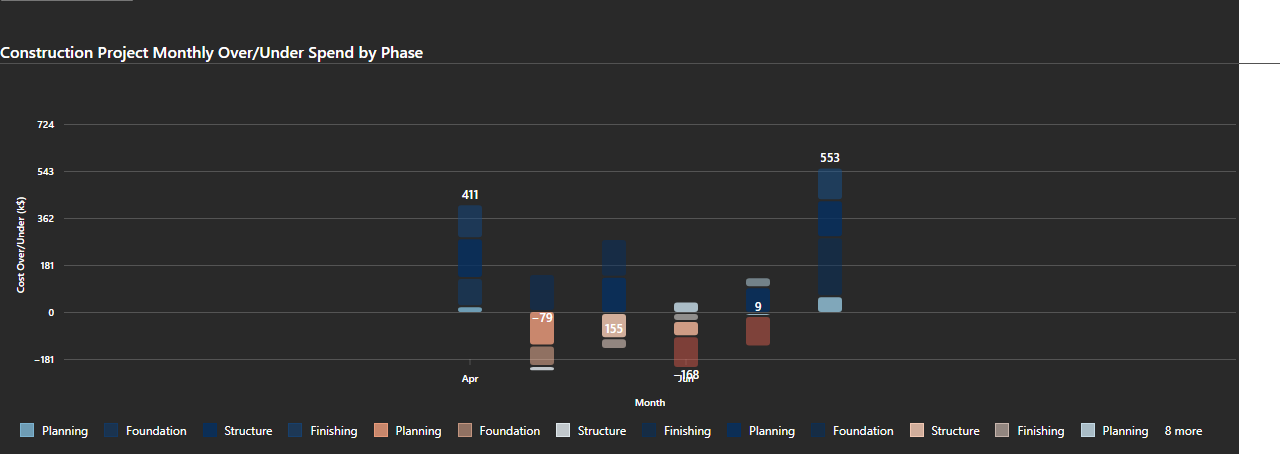 Construction Project Monthly Over/Under Spend by Phase
724
543
362
181
0
−181
Cost Over/Under (k$)
411
−79
155
−168
9
553
Apr
Jun
Month
Planning Foundation Structure Finishing Planning Foundation Structure Finishing Planning Foundation Structure Finishing Planning 8 more